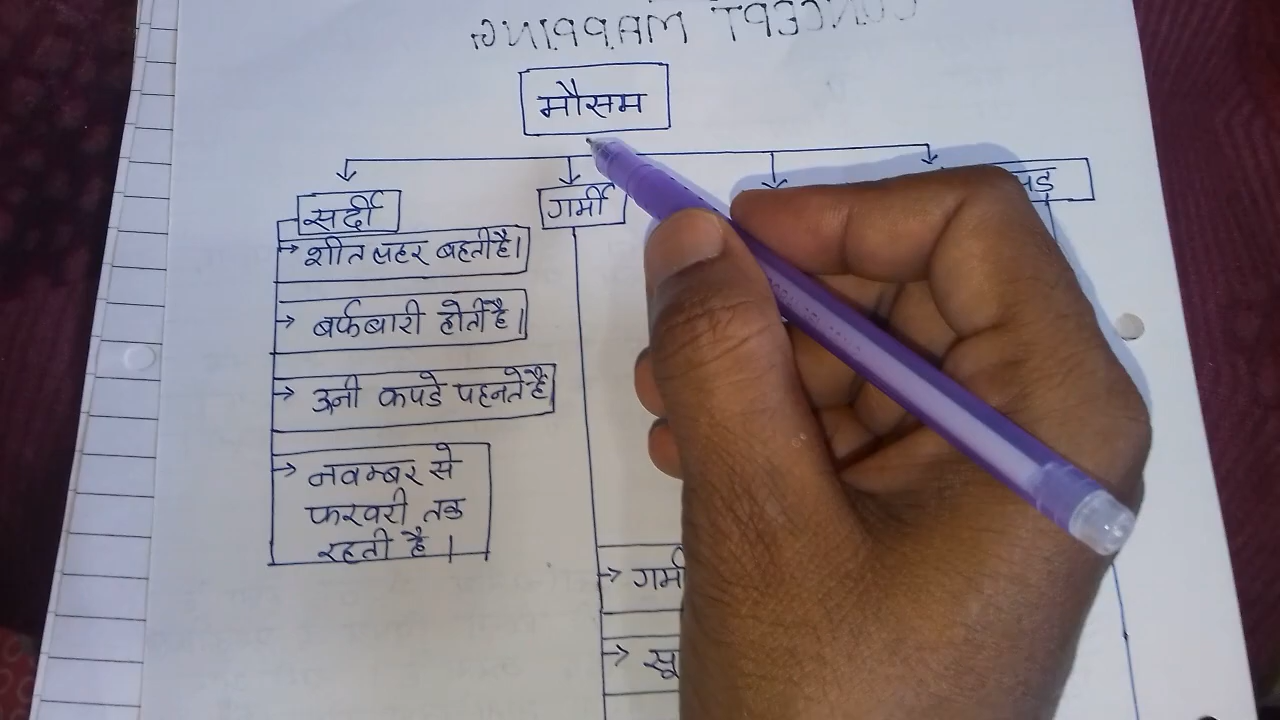 CONCEPT MAPPING
मौसम
सर्दी
गर्मी
शीत लहर बहती है।
बर्फबारी होती है।
ऊनी कपडे पहनते है।
नवम्बर से
फरवरी तक
रहती है।